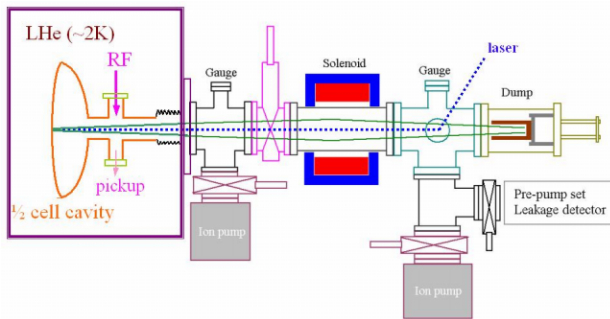 LHe (~2K)
RF
pickup
½ cell cavity
Gauge
Solenoid
Gauge
laser
Dump
Ion pump
Ion pump
Pre-pump set
Leakage detector